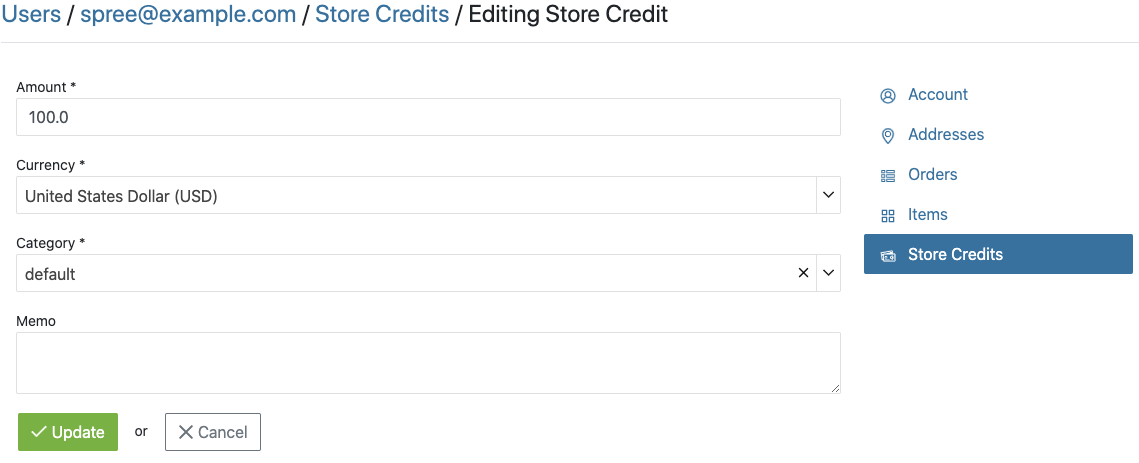 Users / spree@example.com / Store Credits / Editing Store Credit
Amount *
100.0
Currency *
United States Dollar (USD)
Category *
default
Memo
Update or Cancel
Account
Addresses
Orders
Items
Store Credits